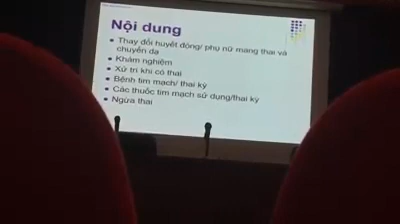 Nội dung
Thay đổi huyết động/ phụ nữ mang thai và
chuyển dạ
Khám nghiệm
Xử trí khi có thai
Bệnh tim mạch/ thai kỳ
Các thuốc tim mạch sử dụng/thai kỳ
Ngừa thai